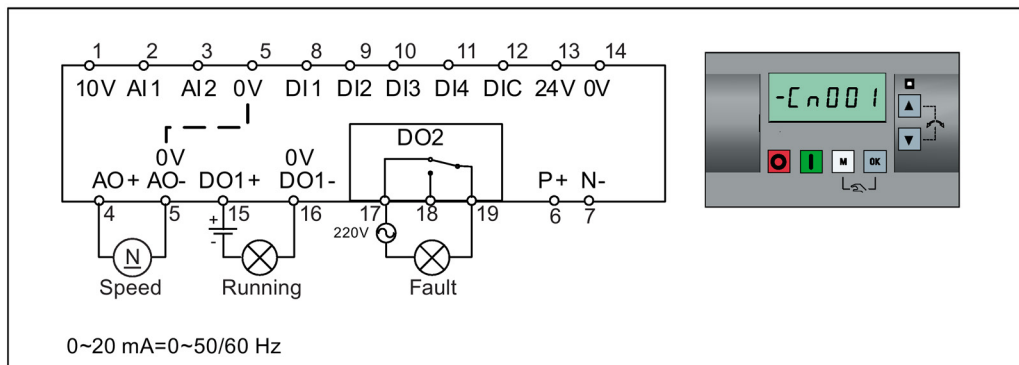 1 2 3 5 8 9 10 11 12 13 14
10V AI1 AI2 0V DI1 DI2 DI3 DI4 DIC 24V 0V
-Cn001
M OK
DO2
0V 0V
AO+ AO- DO1+ DO1- P+ N-
4 5 15 16 17 18 19 6 7
+
-
220V
N
Speed Running Fault
0~20 mA=0~50/60 Hz